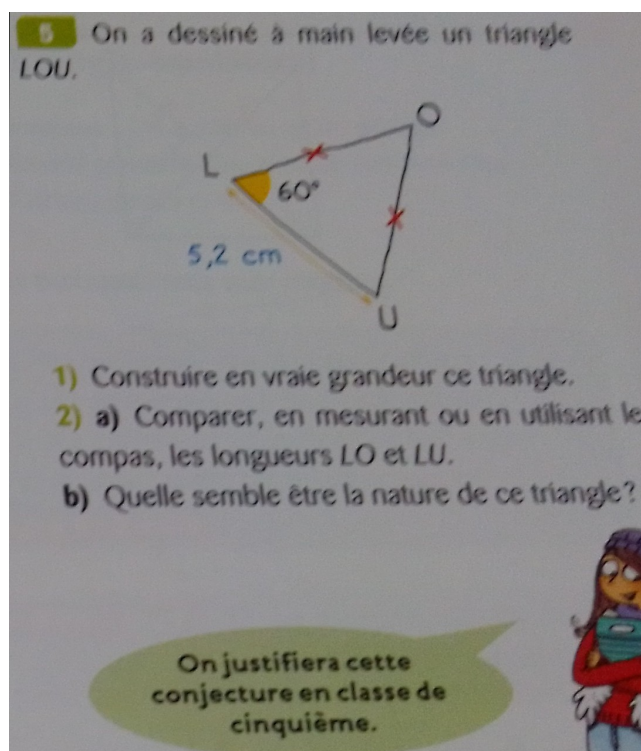 5 On a dessiné à main levée un triangle
LOU.
O
L
60°
5,2 cm
U
1) Construire en vraie grandeur ce triangle.
2) a) Comparer, en mesurant ou en utilisant le
compas, les longueurs LO et LU.
b) Quelle semble être la nature de ce triangle ?
On justifiera cette
conjecture en classe de
cinquième.